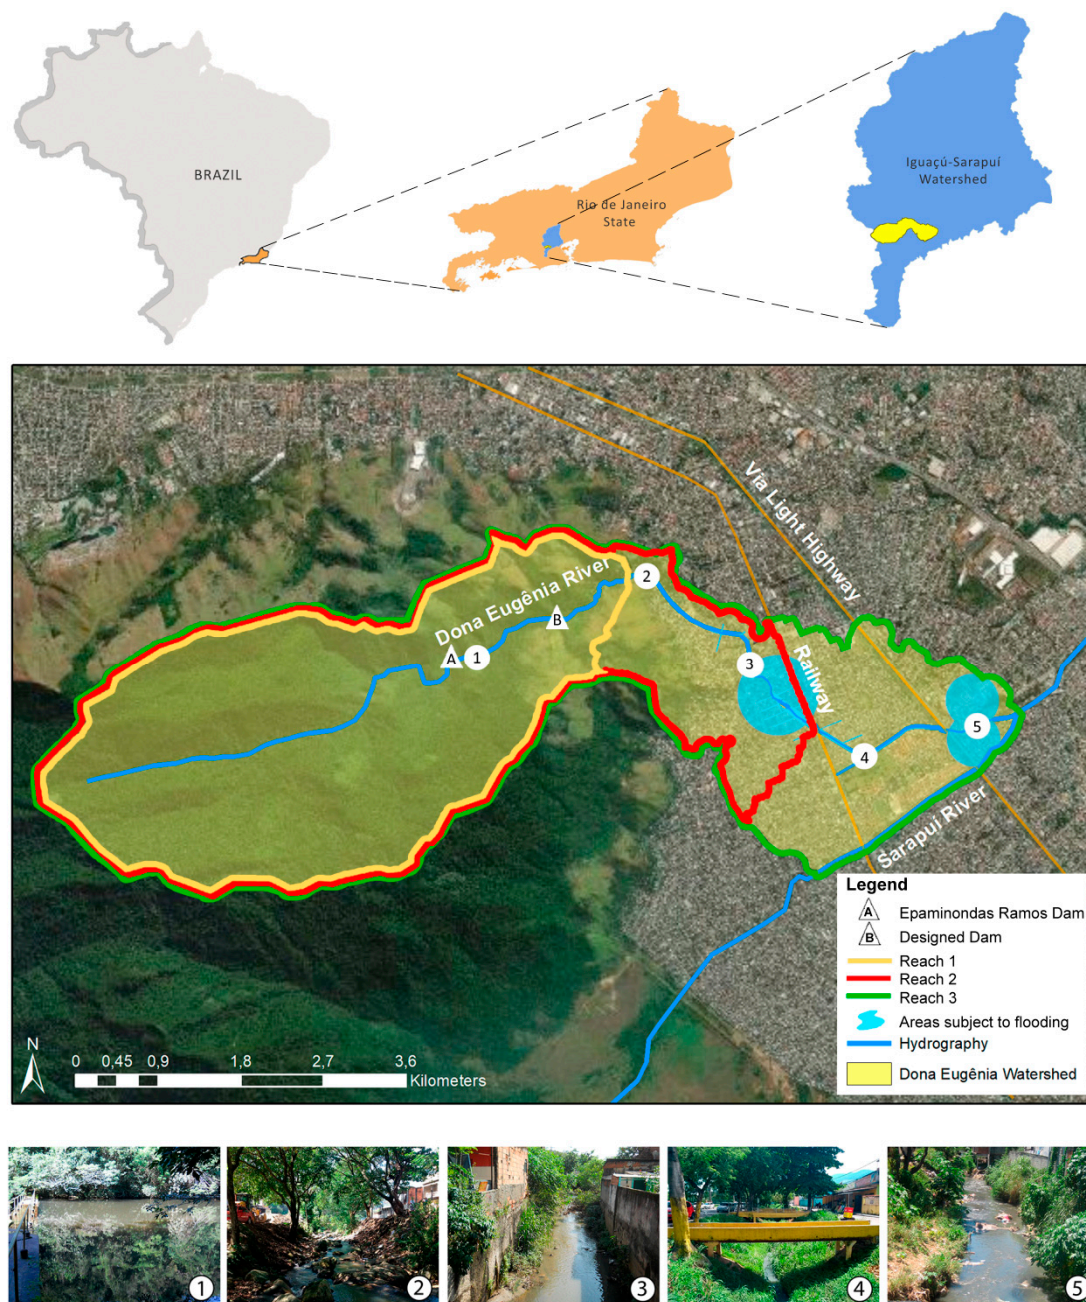 BRAZIL
Rio de Janeiro
State
Iguaçú-Sarapuí
Watershed
Via Light Highway
Dona Eugênia River
Railway
Sarapuí River
A
B
1
2
3
4
5
Legend
A Epaminondas Ramos Dam
B Designed Dam
Reach 1
Reach 2
Reach 3
Areas subject to flooding
Hydrography
Dona Eugênia Watershed
N
0 0,45 0,9 1,8 2,7 3,6
Kilometers
1
2
3
4
5